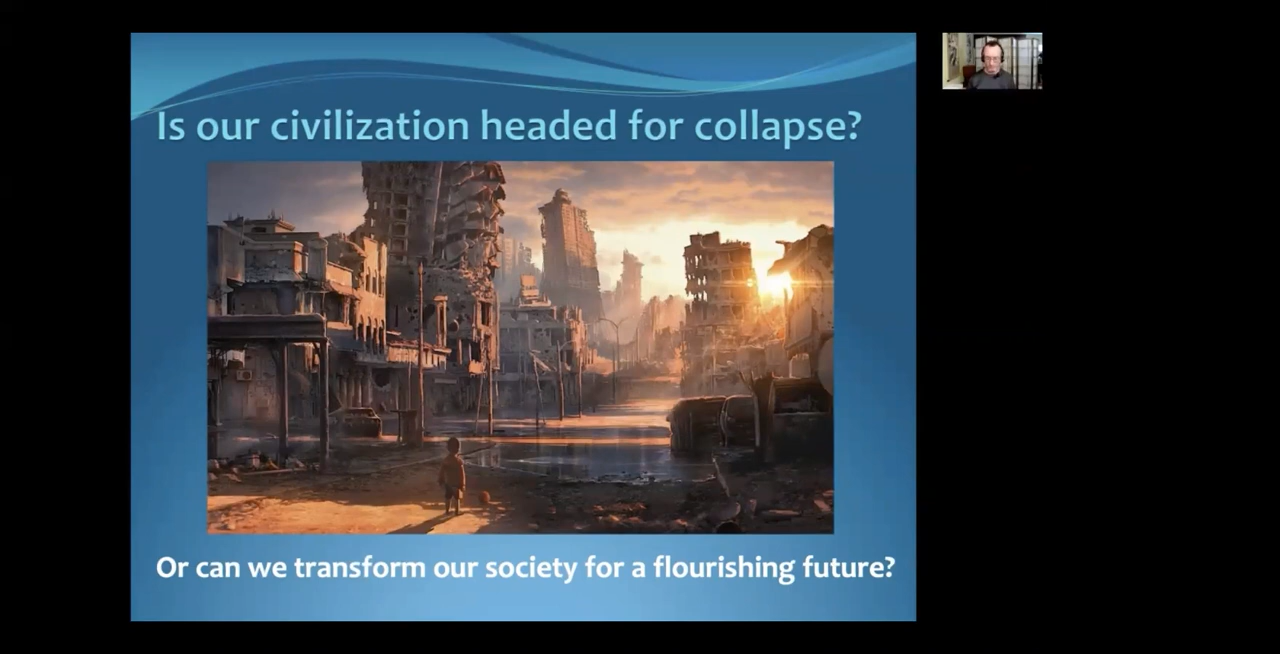 Is our civilization headed for collapse?
Or can we transform our society for a flourishing future?